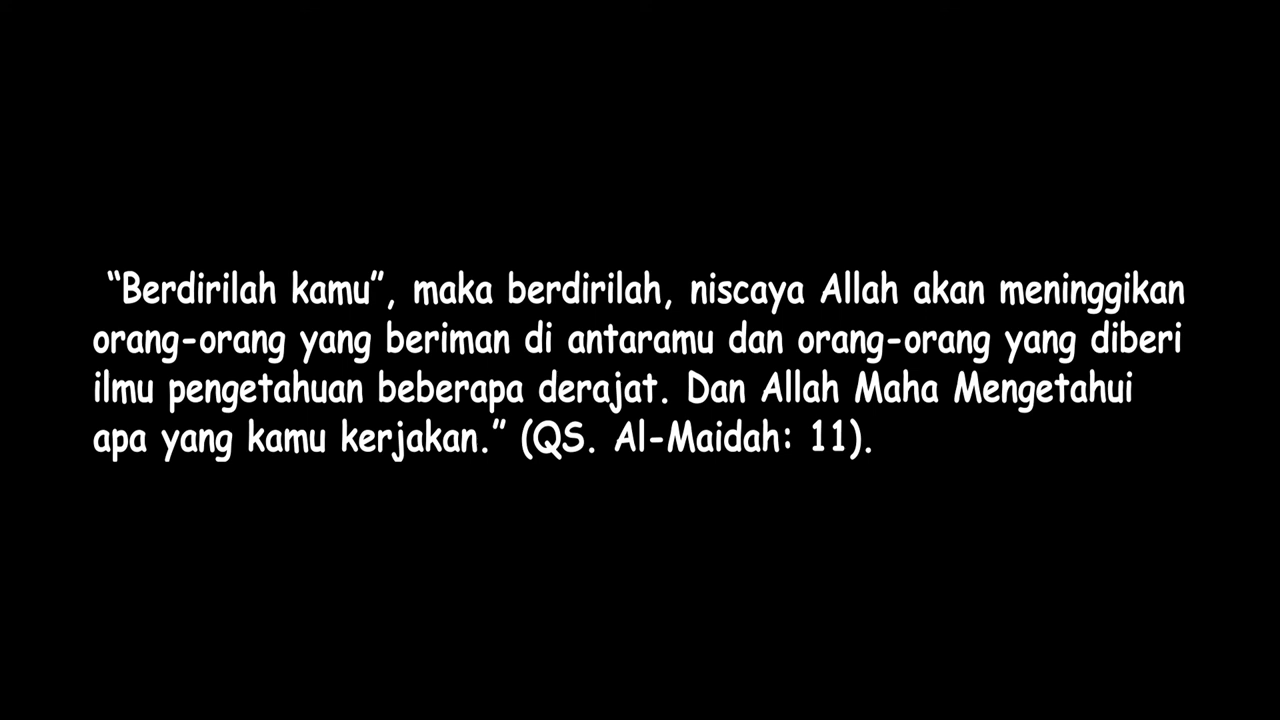 “Berdirilah kamu”, maka berdirilah, niscaya Allah akan meninggikan
orang-orang yang beriman di antaramu dan orang-orang yang diberi
ilmu pengetahuan beberapa derajat. Dan Allah Maha Mengetahui
apa yang kamu kerjakan.” (QS. Al-Maidah: 11).